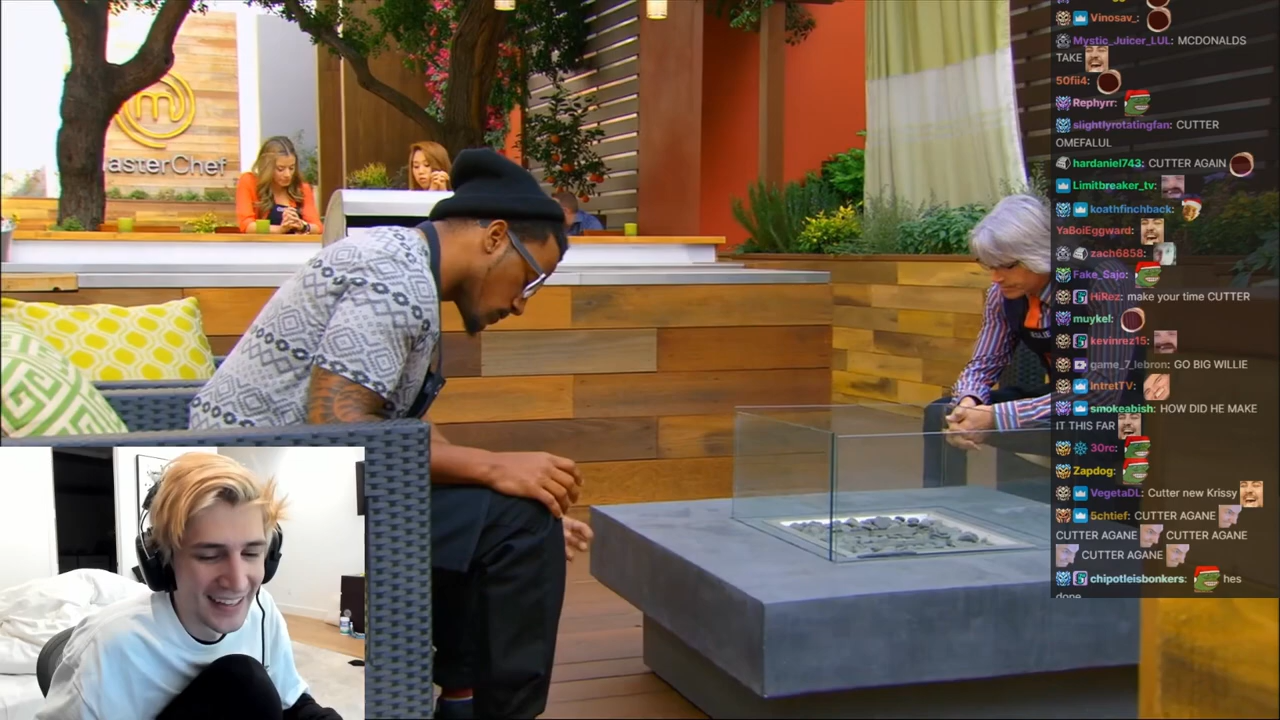 asterChef
Vinosav_:
Mystic_Juicer_LUL: MCDONALDS
TAKE
50fii4:
Rephyrr:
slightlyrotatingfan: CUTTER
OMEFALUL
hardaniel743: CUTTER AGAIN
Limitbreaker_tv:
koathfinchback:
YaBoiEggward:
zach6858:
Fake_Sajo:
HiRez: make your time CUTTER
muykel:
kevinrez15:
game_7_lebron: GO BIG WILLIE
IntretTV:
smokeabish: HOW DID HE MAKE
IT THIS FAR
30rc:
Zapdog:
VegetaDL: Cutter new Krissy
5chtief: CUTTER AGANE
CUTTER AGANE CUTTER AGANE
CUTTER AGANE
chipotleisbonkers: hes
done